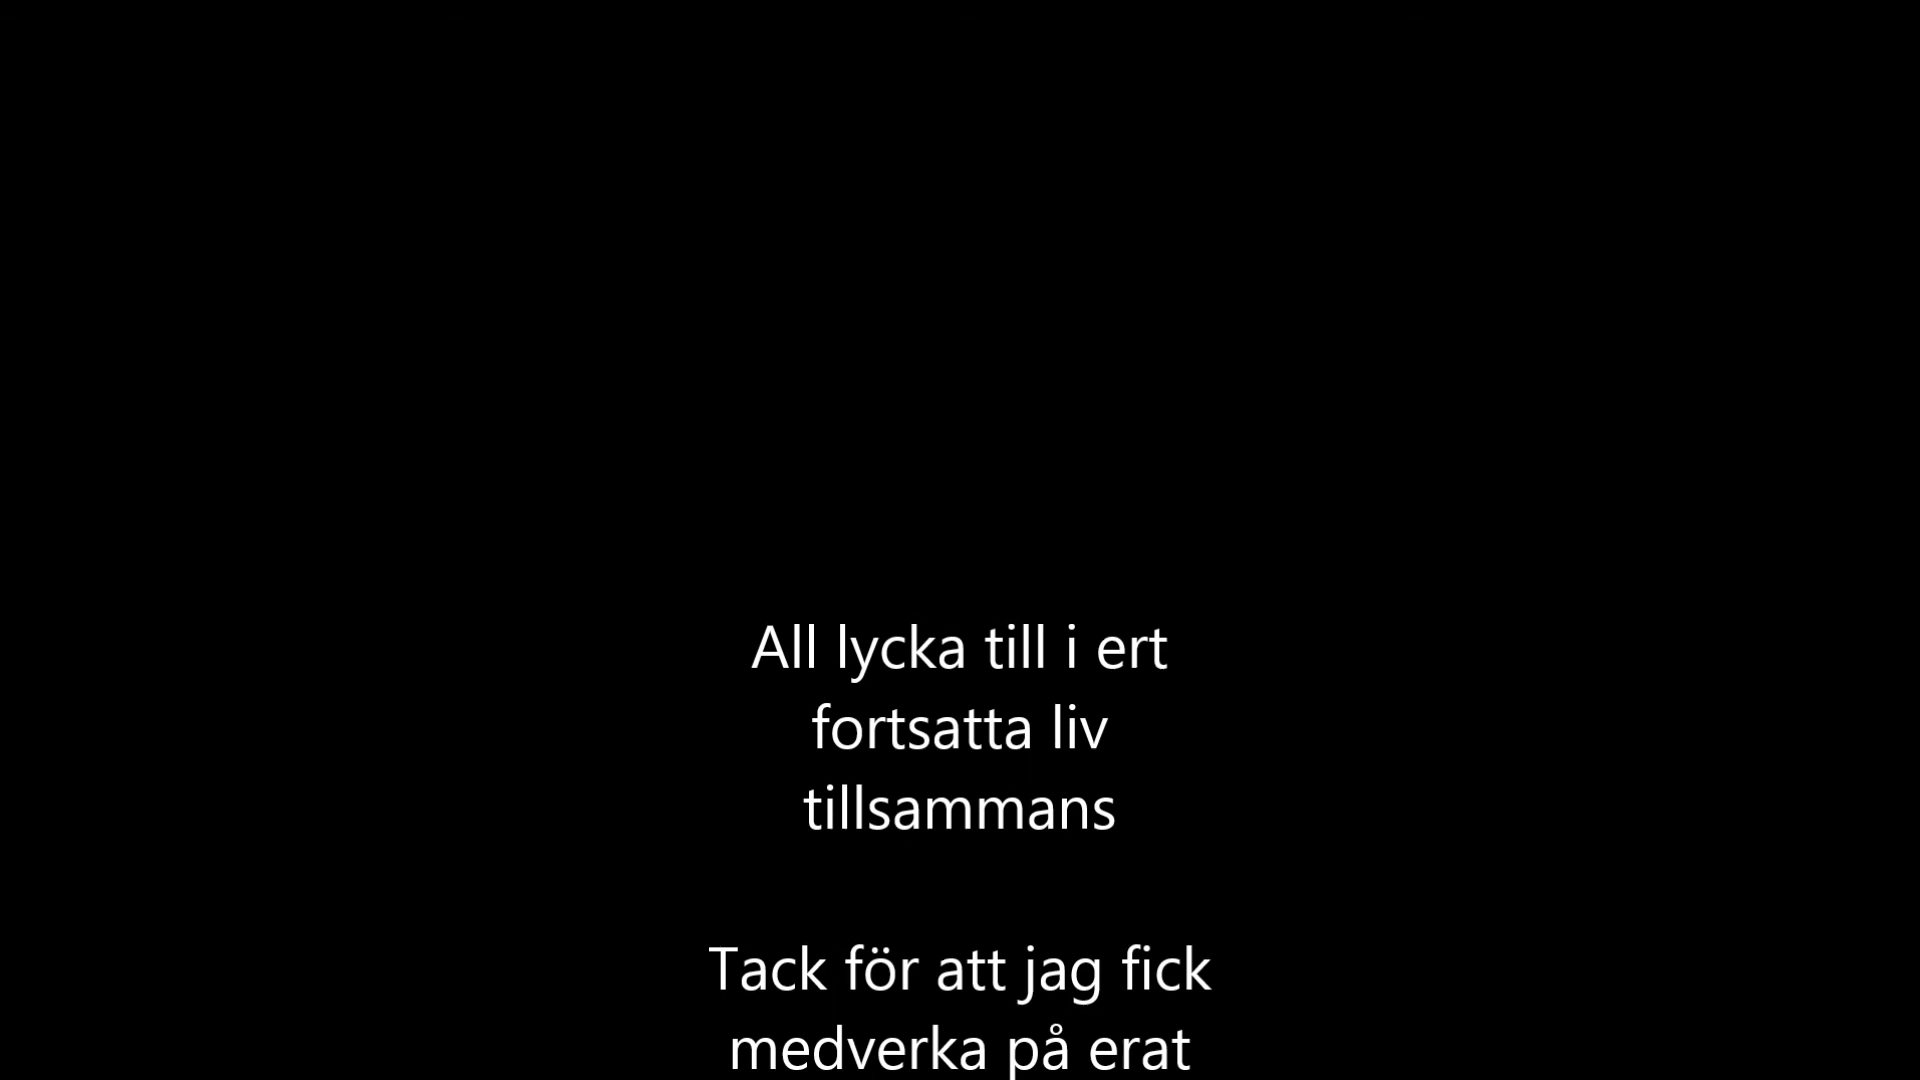 All lycka till i ert
fortsatta liv
tillsammans
Tack för att jag fick
medverka på erat